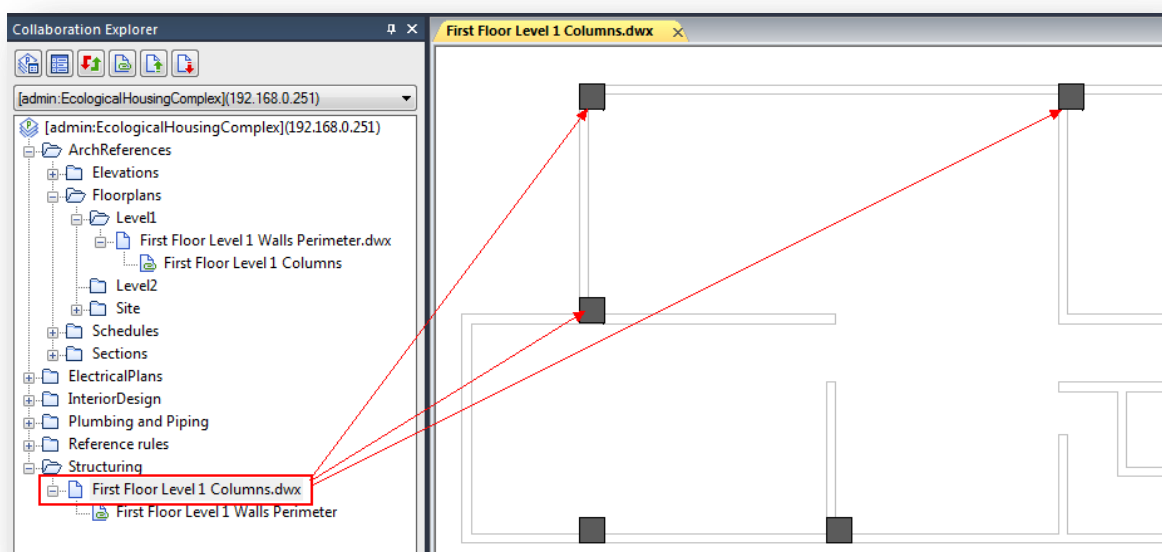 Collaboration Explorer
First Floor Level 1 Columns.dwx
[admin:EcologicalHousingComplex](192.168.0.251)
[admin:EcologicalHousingComplex](192.168.0.251)
ArchReferences
Elevations
Floorplans
Level1
First Floor Level 1 Walls Perimeter.dwx
First Floor Level 1 Columns
Level2
Site
Schedules
Sections
ElectricalPlans
InteriorDesign
Plumbing and Piping
Reference rules
Structuring
First Floor Level 1 Columns.dwx
First Floor Level 1 Walls Perimeter